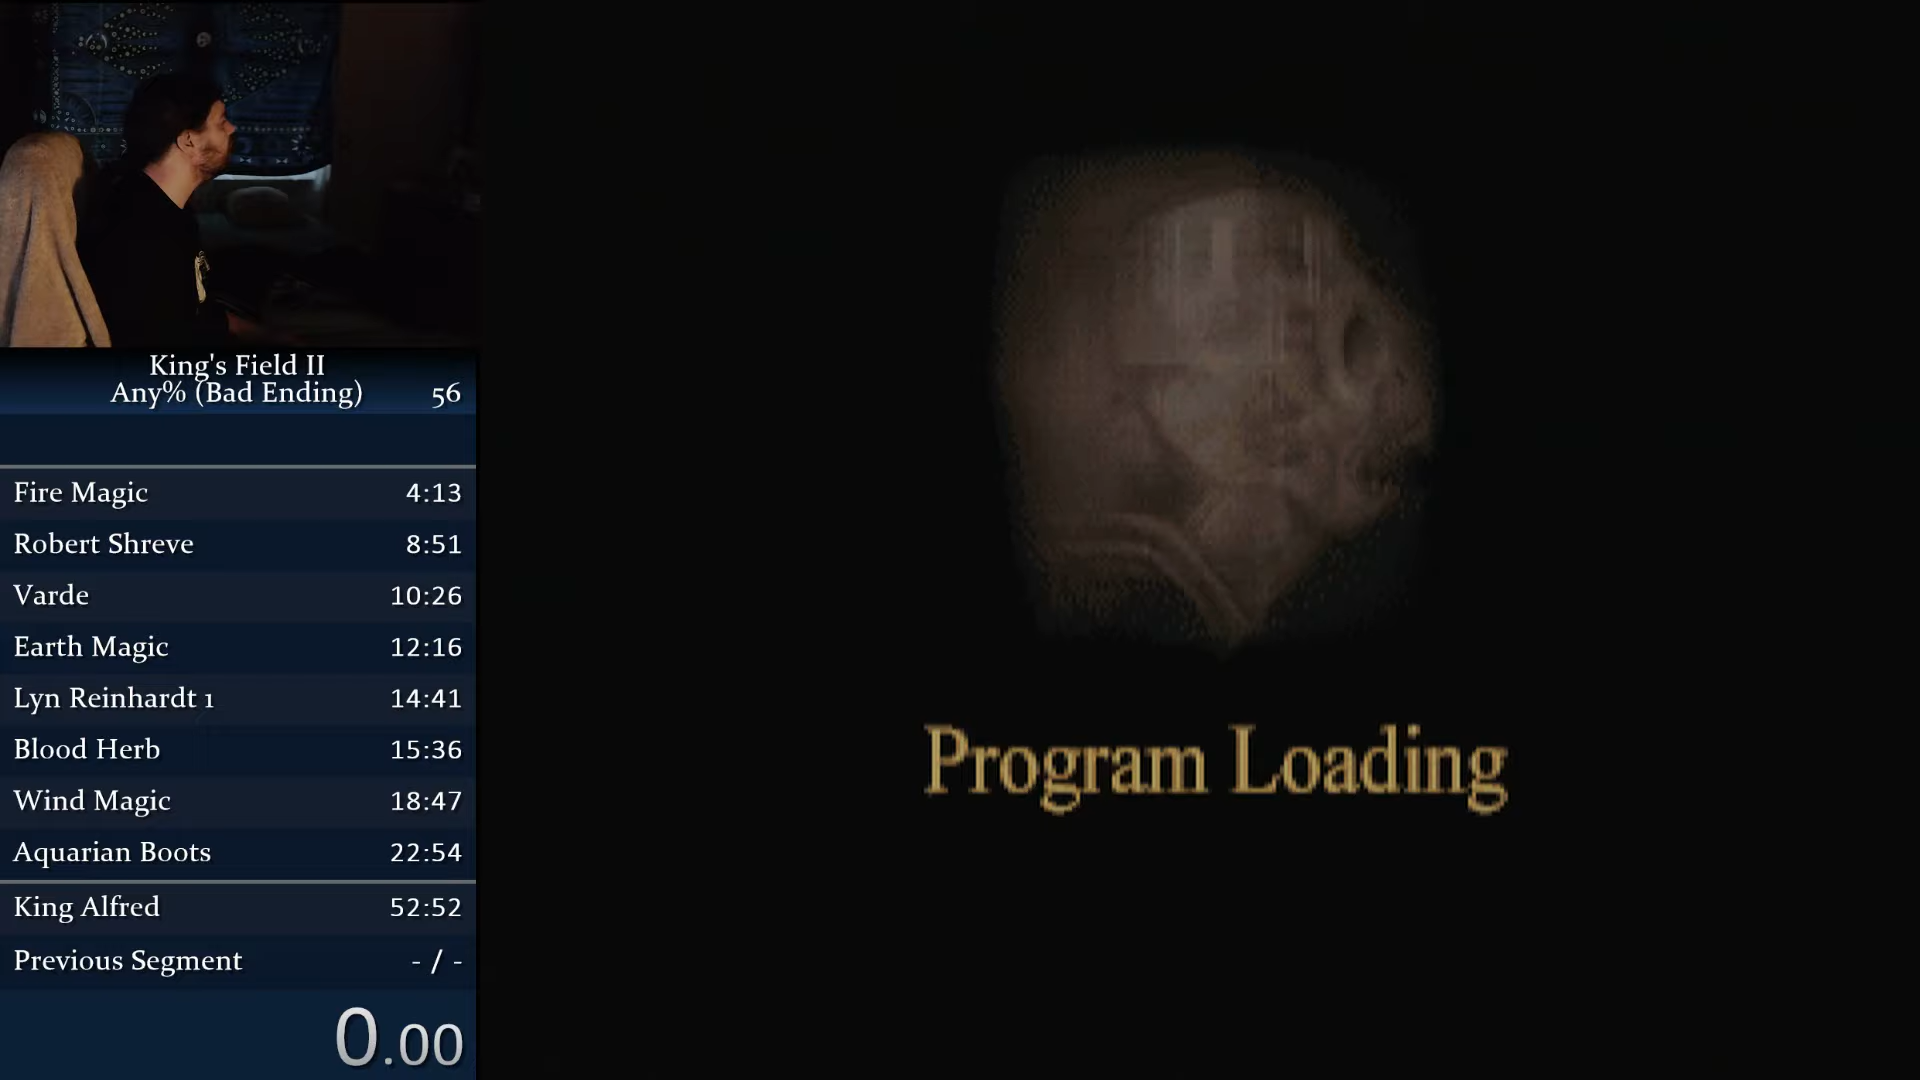 King's Field II
Any% (Bad Ending) 56
Fire Magic 4:13
Robert Shreve 8:51
Varde 10:26
Earth Magic 12:16
Lyn Reinhardt 1 14:41
Blood Herb 15:36
Wind Magic 18:47
Aquarian Boots 22:54
King Alfred 52:52
Previous Segment - / -
0.00
Program Loading